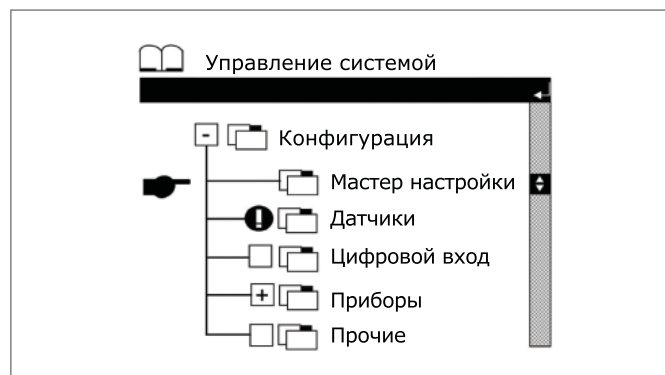 Управление системой
Конфигурация
Мастер настройки
Датчики
Цифровой вход
Приборы
Прочие